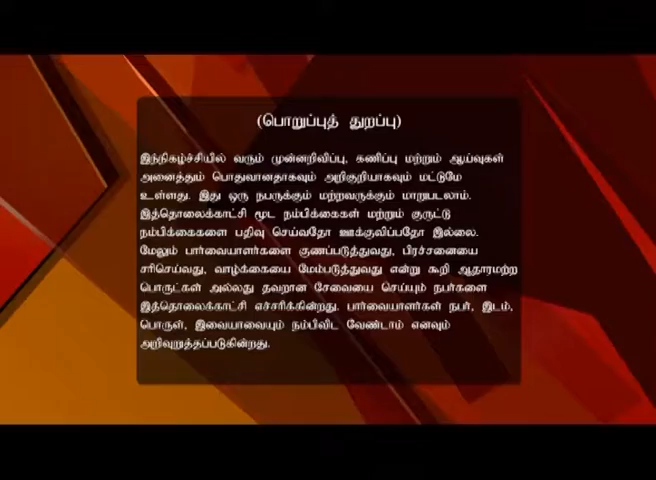 (பொறுப்புத் துறப்பு)
இந்நிகழ்ச்சியில் வரும் முன்னறிவிப்பு, கணிப்பு மற்றும் ஆய்வுகள்
அனைத்தும் பொதுவானதாகவும் அறிகுறியாகவும் மட்டுமே
உள்ளது. இது ஒரு நபருக்கும் மற்றவருக்கும் மாறுபடலாம்.
இத்தொலைக்காட்சி மூட நம்பிக்கைகள் மற்றும் குருட்டு
நம்பிக்கைகளை பதிவு செய்வதோ ஊக்குவிப்பதோ இல்லை.
மேலும் பார்வையாளர்களை குணப்படுத்துவது, பிரச்சனையை
சரிசெய்வது, வாழ்க்கையை மேம்படுத்துவது என்று கூறி ஆதாரமற்ற
பொருட்கள் அல்லது தவறான சேவையை செய்யும் நபர்களை
இத்தொலைக்காட்சி எச்சரிக்கின்றது. பார்வையாளர்கள் நபர், இடம்,
பொருள், இவையாவையும் நம்பிவிட வேண்டாம் எனவும்
அறிவுறுத்தப்படுகின்றது.